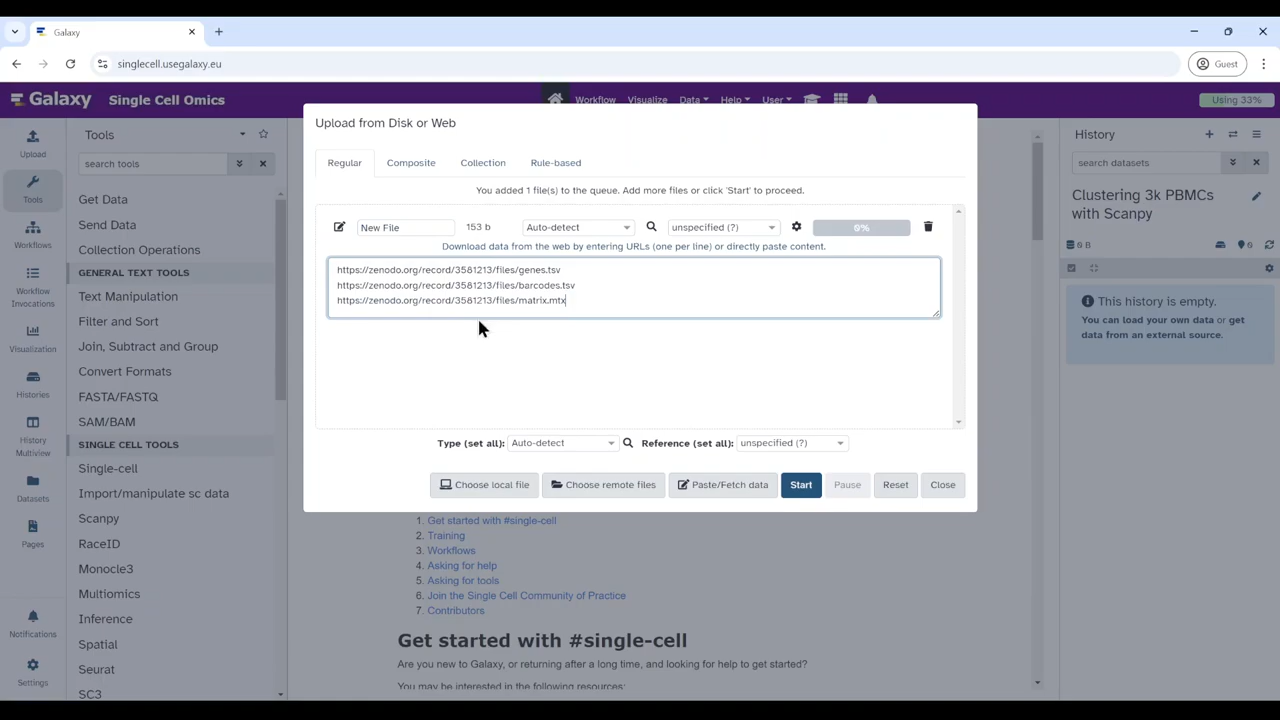 Galaxy
singlecell.usegalaxy.eu
Guest
Galaxy Single Cell Omics Workflow Visualize Data Help User Using 33%
Upload
Tools
Workflows
Workflow
Invocations
Visualization
Histories
History
Multiview
Datasets
Pages
Notifications
Settings
Tools
search tools
Get Data
Send Data
Collection Operations
GENERAL TEXT TOOLS
Text Manipulation
Filter and Sort
Join, Subtract and Group
Convert Formats
FASTA/FASTQ
SAM/BAM
SINGLE CELL TOOLS
Single-cell
Import/manipulate sc data
Scanpy
RaceID
Monocle3
Multiomics
Inference
Spatial
Seurat
SC3
Upload from Disk or Web
Regular Composite Collection Rule-based
You added 1 file(s) to the queue. Add more files or click 'Start' to proceed.
New File 153 b Auto-detect unspecified (?) 0%
Download data from the web by entering URLs (one per line) or directly paste content.
https://zenodo.org/record/3581213/files/genes.tsv
https://zenodo.org/record/3581213/files/barcodes.tsv
https://zenodo.org/record/3581213/files/matrix.mtx
Type (set all): Auto-detect Reference (set all): unspecified (?)
Choose local file Choose remote files Paste/Fetch data Start Pause Reset Close
1. Get started with #single-cell
2. Training
3. Workflows
4. Asking for help
5. Asking for tools
6. Join the Single Cell Community of Practice
7. Contributors
Get started with #single-cell
Are you new to Galaxy, or returning after a long time, and looking for help to get started?
You may be interested in the following resources:
History
search datasets
Clustering 3k PBMCs
with Scanpy
0 B 0
This history is empty.
You can load your own data or get
data from an external source.